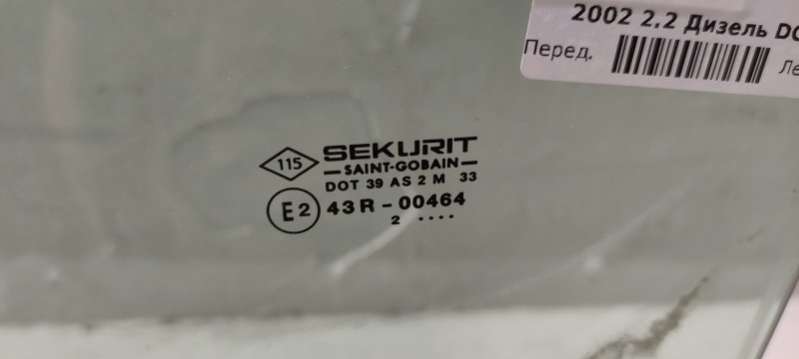 2002 2.2 Дизель
Перед.
115
SEKURIT
SAINT-GOBAIN
DOT 39 AS 2 M 33
E2 43R-00464
2 ....